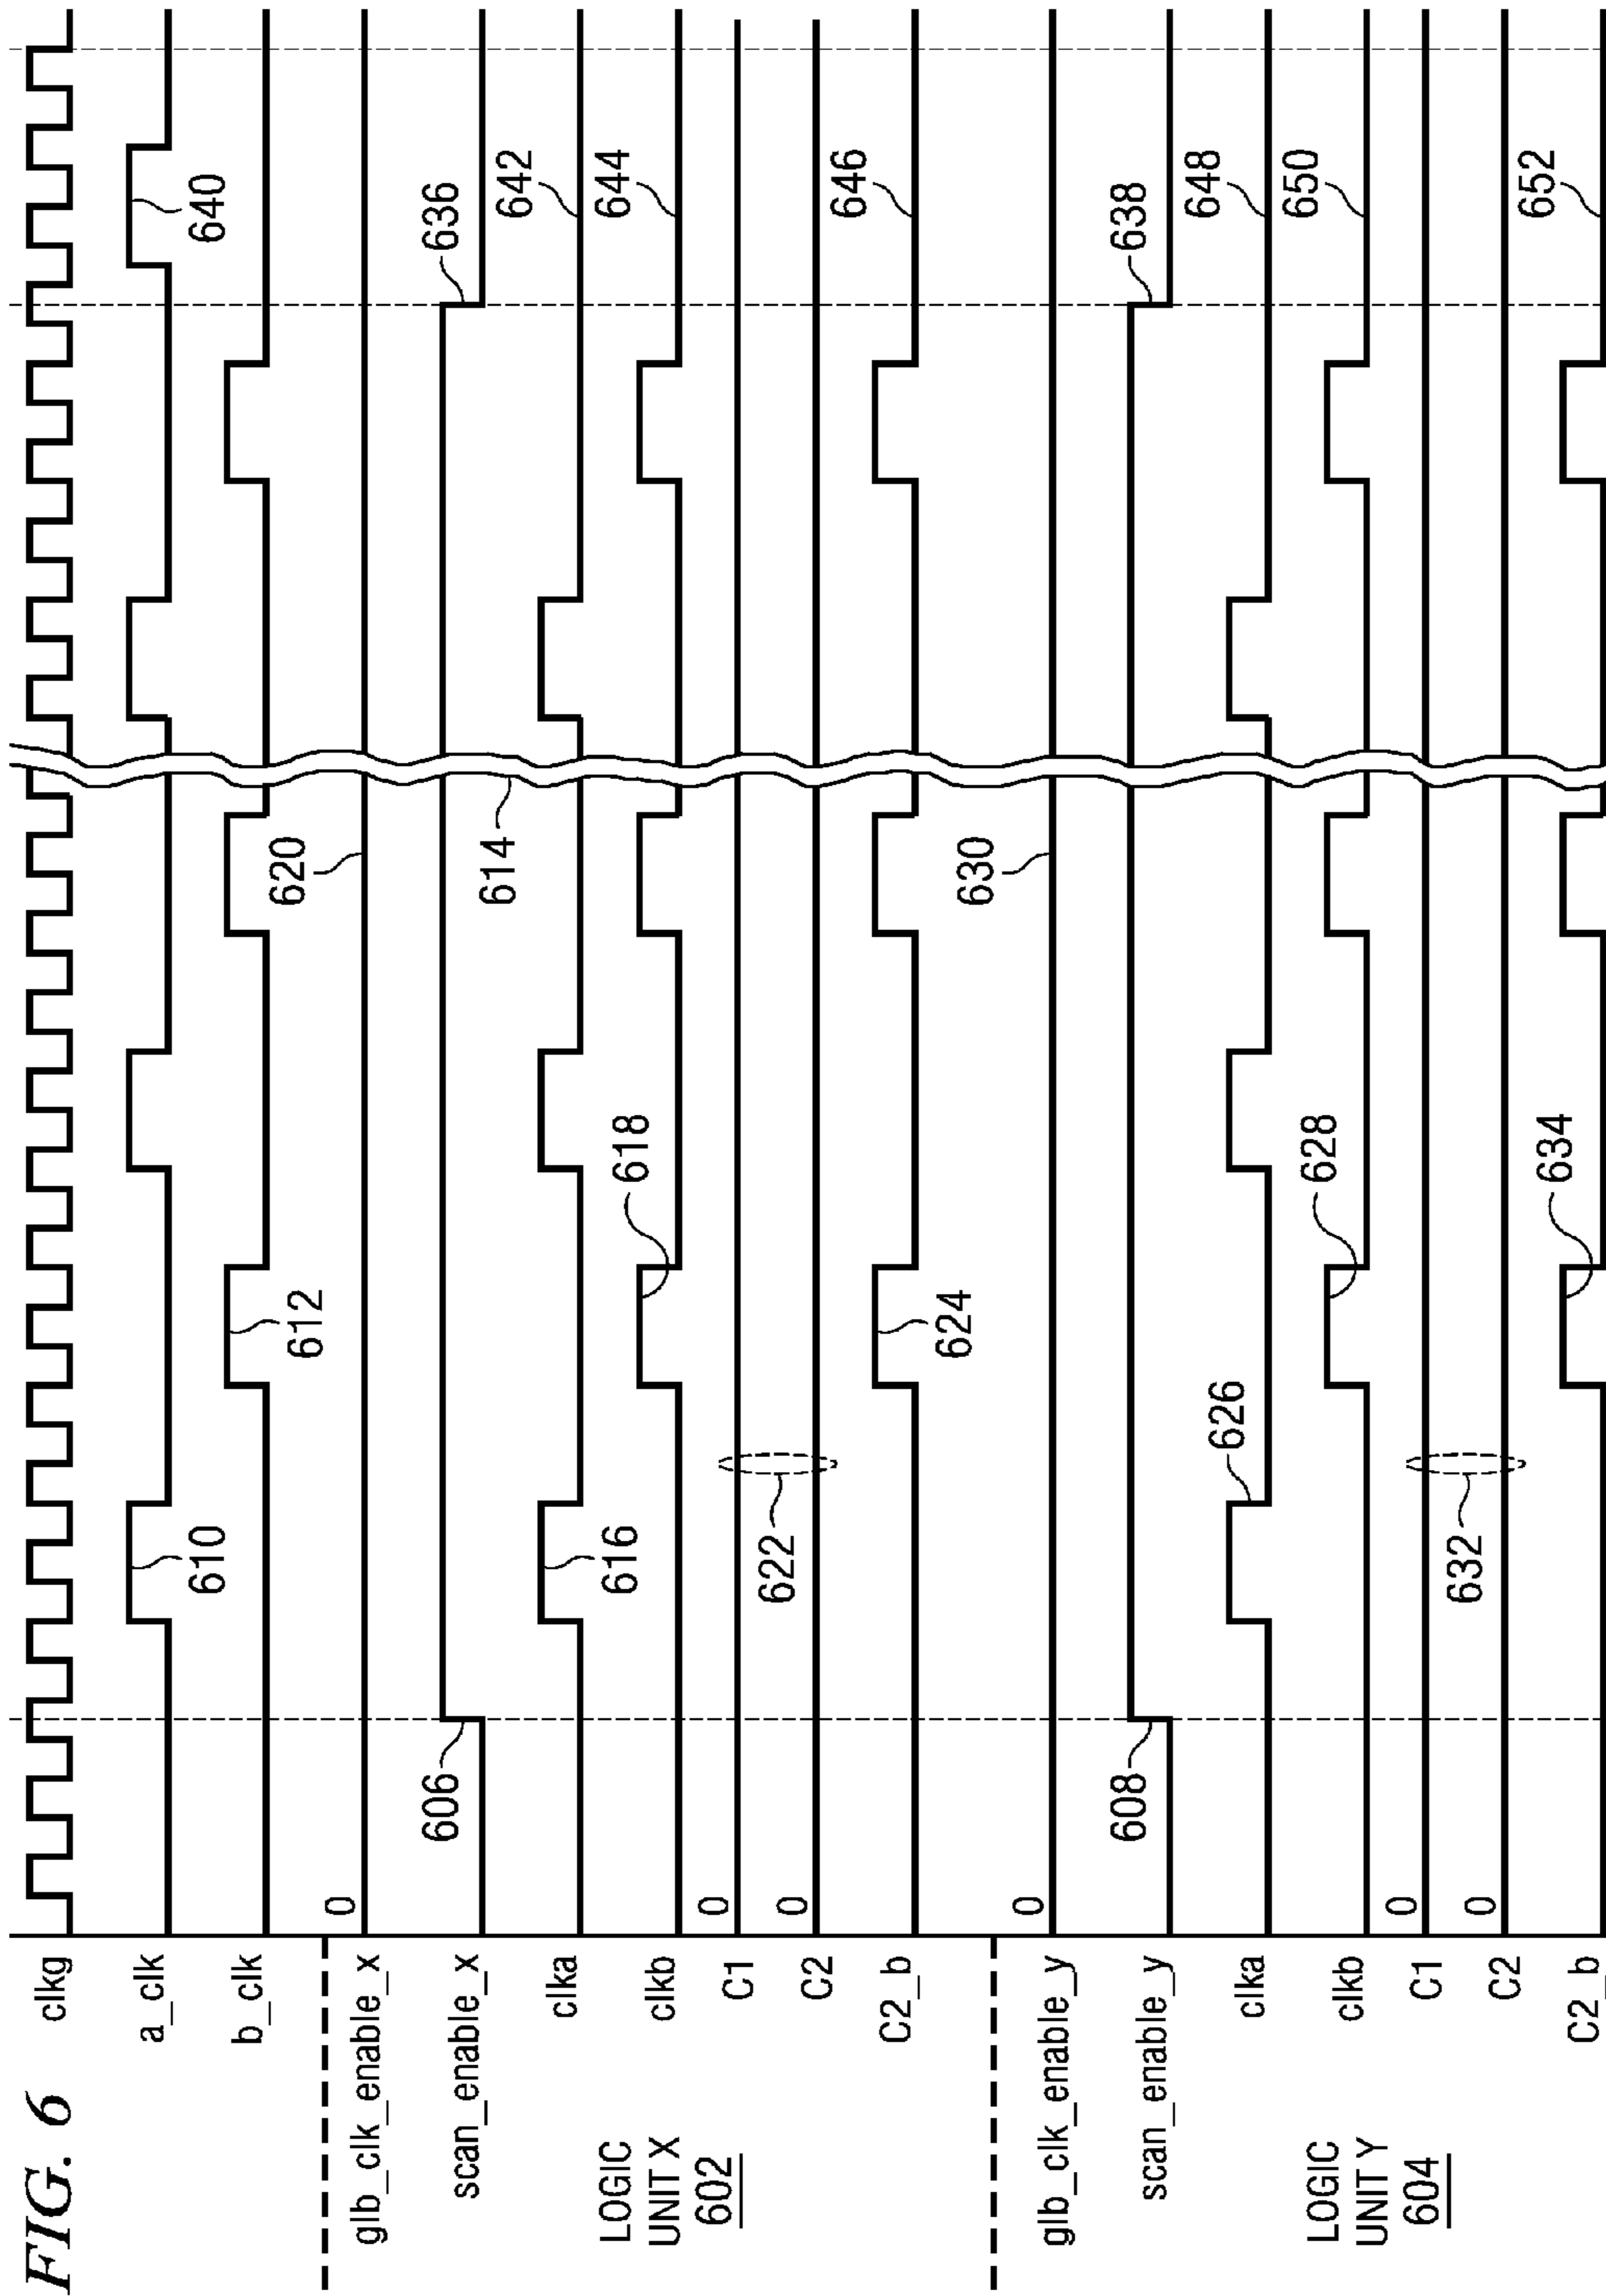 FIG. 6
clkg
a_clk
610
640
b_clk
612
620
glb_clk_enable_x
0
scan_enable_x
606
614
636
LOGIC
UNIT X
602
clka
616
642
clkb
618
644
C1
0
622
C2
0
C2_b
624
646
glb_clk_enable_y
0
630
scan_enable_y
608
638
LOGIC
UNIT Y
604
clka
626
648
clkb
628
650
C1
0
632
C2
0
C2_b
634
652